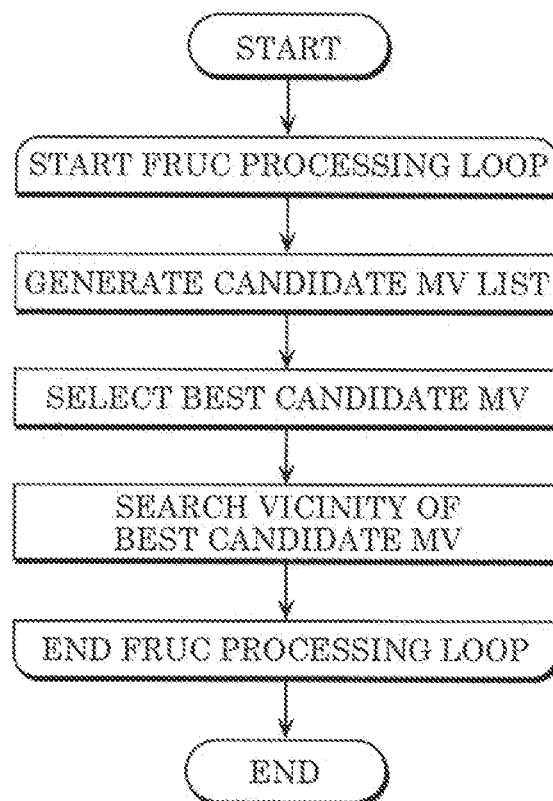 START
START FRUC PROCESSING LOOP
GENERATE CANDIDATE MV LIST
SELECT BEST CANDIDATE MV
SEARCH VICINITY OF
BEST CANDIDATE MV
END FRUC PROCESSING LOOP
END